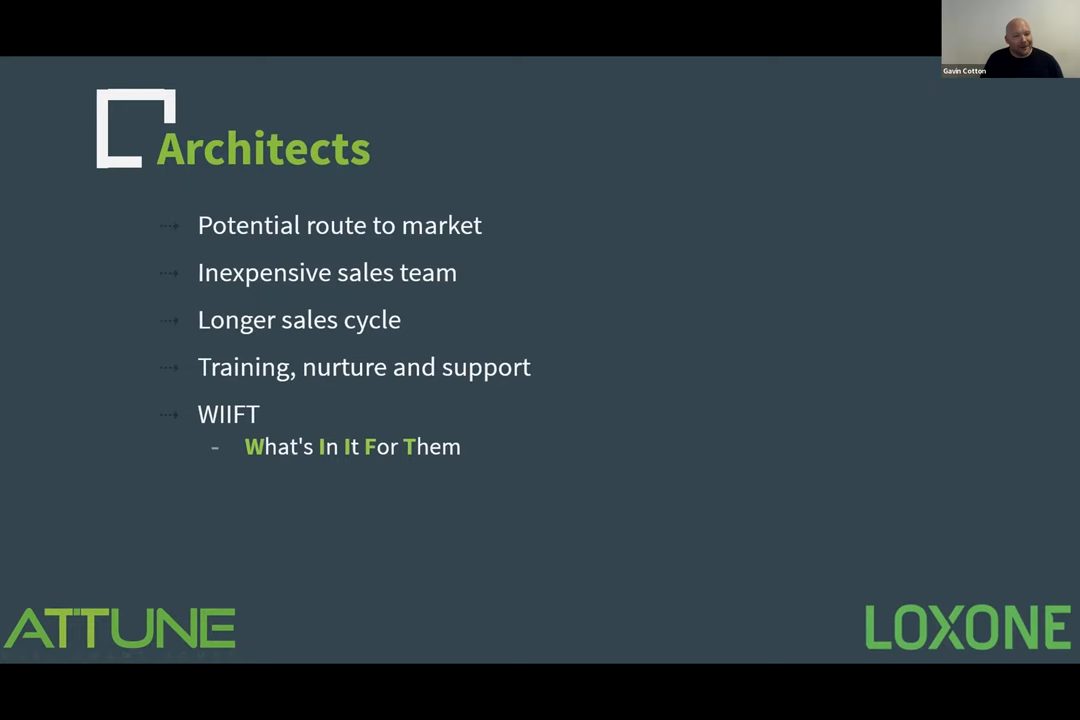 Gavin Cotton
Architects
Potential route to market
Inexpensive sales team
Longer sales cycle
Training, nurture and support
WIIFT
- What's In It For Them
ATTUNE
LOXONE